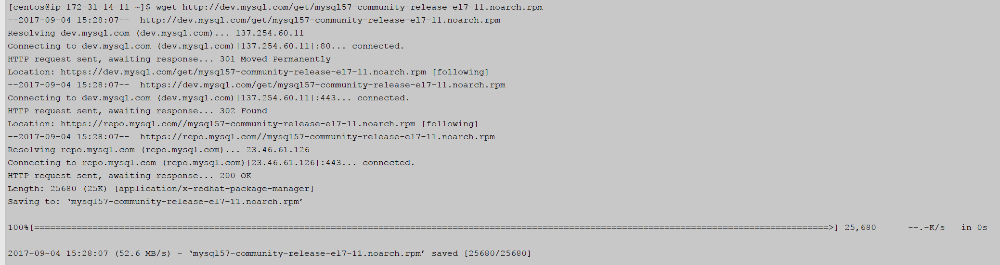 [centos@ip-172-31-14-11 ~]$ wget http://dev.mysql.com/get/mysql57-community-release-el7-11.noarch.rpm
--2017-09-04 15:28:07--  http://dev.mysql.com/get/mysql57-community-release-el7-11.noarch.rpm
Resolving dev.mysql.com (dev.mysql.com)... 137.254.60.11
Connecting to dev.mysql.com (dev.mysql.com)|137.254.60.11|:80... connected.
HTTP request sent, awaiting response... 301 Moved Permanently
Location: https://dev.mysql.com/get/mysql57-community-release-el7-11.noarch.rpm [following]
--2017-09-04 15:28:07--  https://dev.mysql.com/get/mysql57-community-release-el7-11.noarch.rpm
Connecting to dev.mysql.com (dev.mysql.com)|137.254.60.11|:443... connected.
HTTP request sent, awaiting response... 302 Found
Location: https://repo.mysql.com//mysql57-community-release-el7-11.noarch.rpm [following]
--2017-09-04 15:28:07--  https://repo.mysql.com//mysql57-community-release-el7-11.noarch.rpm
Resolving repo.mysql.com (repo.mysql.com)... 23.46.61.126
Connecting to repo.mysql.com (repo.mysql.com)|23.46.61.126|:443... connected.
HTTP request sent, awaiting response... 200 OK
Length: 25680 (25K) [application/x-redhat-package-manager]
Saving to: ‘mysql57-community-release-el7-11.noarch.rpm’
100%[======================================================================================================================================================>] 25,680      --.-K/s   in 0s
2017-09-04 15:28:07 (52.6 MB/s) - ‘mysql57-community-release-el7-11.noarch.rpm’ saved [25680/25680]